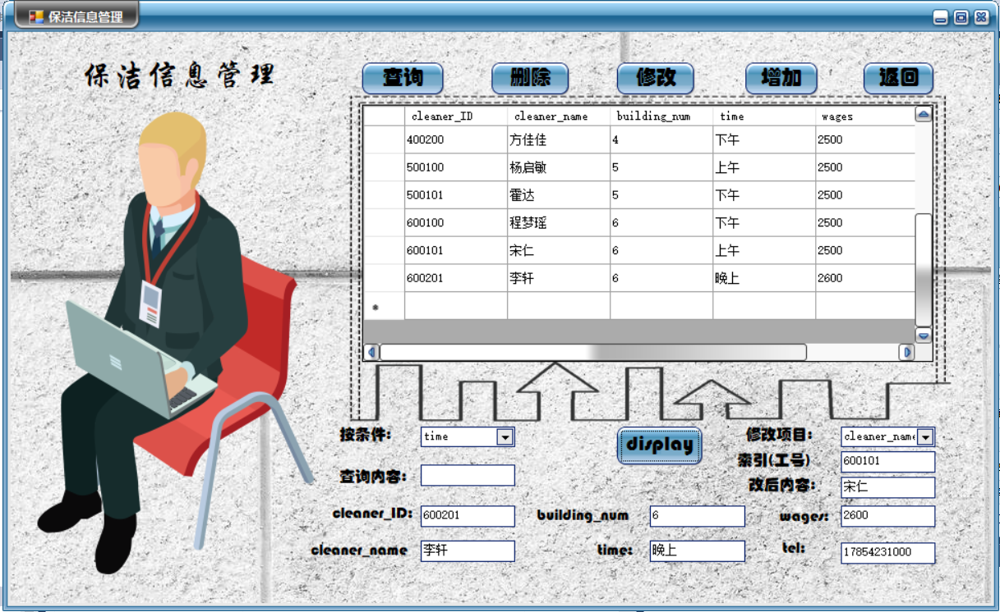 保洁信息管理
保洁信息管理
查询 删除 修改 增加 返回
cleaner_ID cleaner_name building_num time wages
400200 方佳佳 4 下午 2500
500100 杨启敏 5 上午 2500
500101 霍达 5 下午 2500
600100 程梦瑶 6 下午 2500
600101 宋仁 6 上午 2500
600201 李轩 6 晚上 2600
*
按条件: time display 修改项目: cleaner_name
索引(工号) 600101
查询内容: 改后内容: 宋仁
cleaner_ID: 600201 building_num 6 wages: 2600
cleaner_name 李轩 time: 晚上 tel: 17854231000